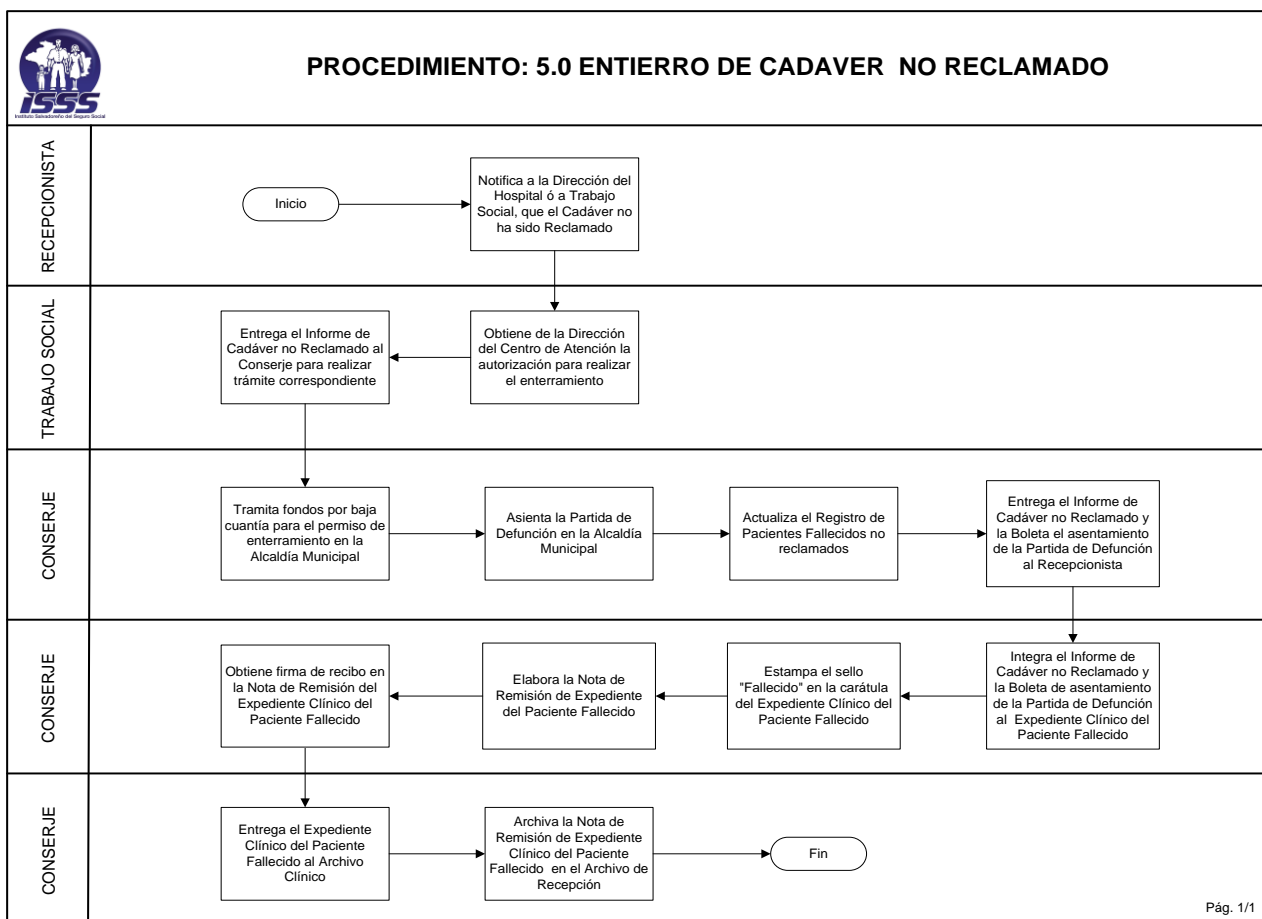 ISSS
Instituto Salvadoreño del Seguro Social
PROCEDIMIENTO: 5.0 ENTIERRO DE CADAVER NO RECLAMADO
RECEPCIONISTA
Inicio
Notifica a la Dirección del
Hospital ó a Trabajo
Social, que el Cadáver no
ha sido Reclamado
TRABAJO SOCIAL
Obtiene de la Dirección
del Centro de Atención la
autorización para realizar
el enterramiento
Entrega el Informe de
Cadáver no Reclamado al
Conserje para realizar
trámite correspondiente
CONSERJE
Tramita fondos por baja
cuantía para el permiso de
enterramiento en la
Alcaldía Municipal
Asienta la Partida de
Defunción en la Alcaldía
Municipal
Actualiza el Registro de
Pacientes Fallecidos no
reclamados
Entrega el Informe de
Cadáver no Reclamado y
la Boleta el asentamiento
de la Partida de Defunción
al Recepcionista
CONSERJE
Integra el Informe de
Cadáver no Reclamado y
la Boleta de asentamiento
de la Partida de Defunción
al Expediente Clínico del
Paciente Fallecido
Estampa el sello
"Fallecido" en la carátula
del Expediente Clínico del
Paciente Fallecido
Elabora la Nota de
Remisión de Expediente
del Paciente Fallecido
Obtiene firma de recibo en
la Nota de Remisión del
Expediente Clínico del
Paciente Fallecido
CONSERJE
Entrega el Expediente
Clínico del Paciente
Fallecido al Archivo
Clínico
Archiva la Nota de
Remisión de Expediente
Clínico del Paciente
Fallecido en el Archivo de
Recepción
Fin
Pág. 1/1